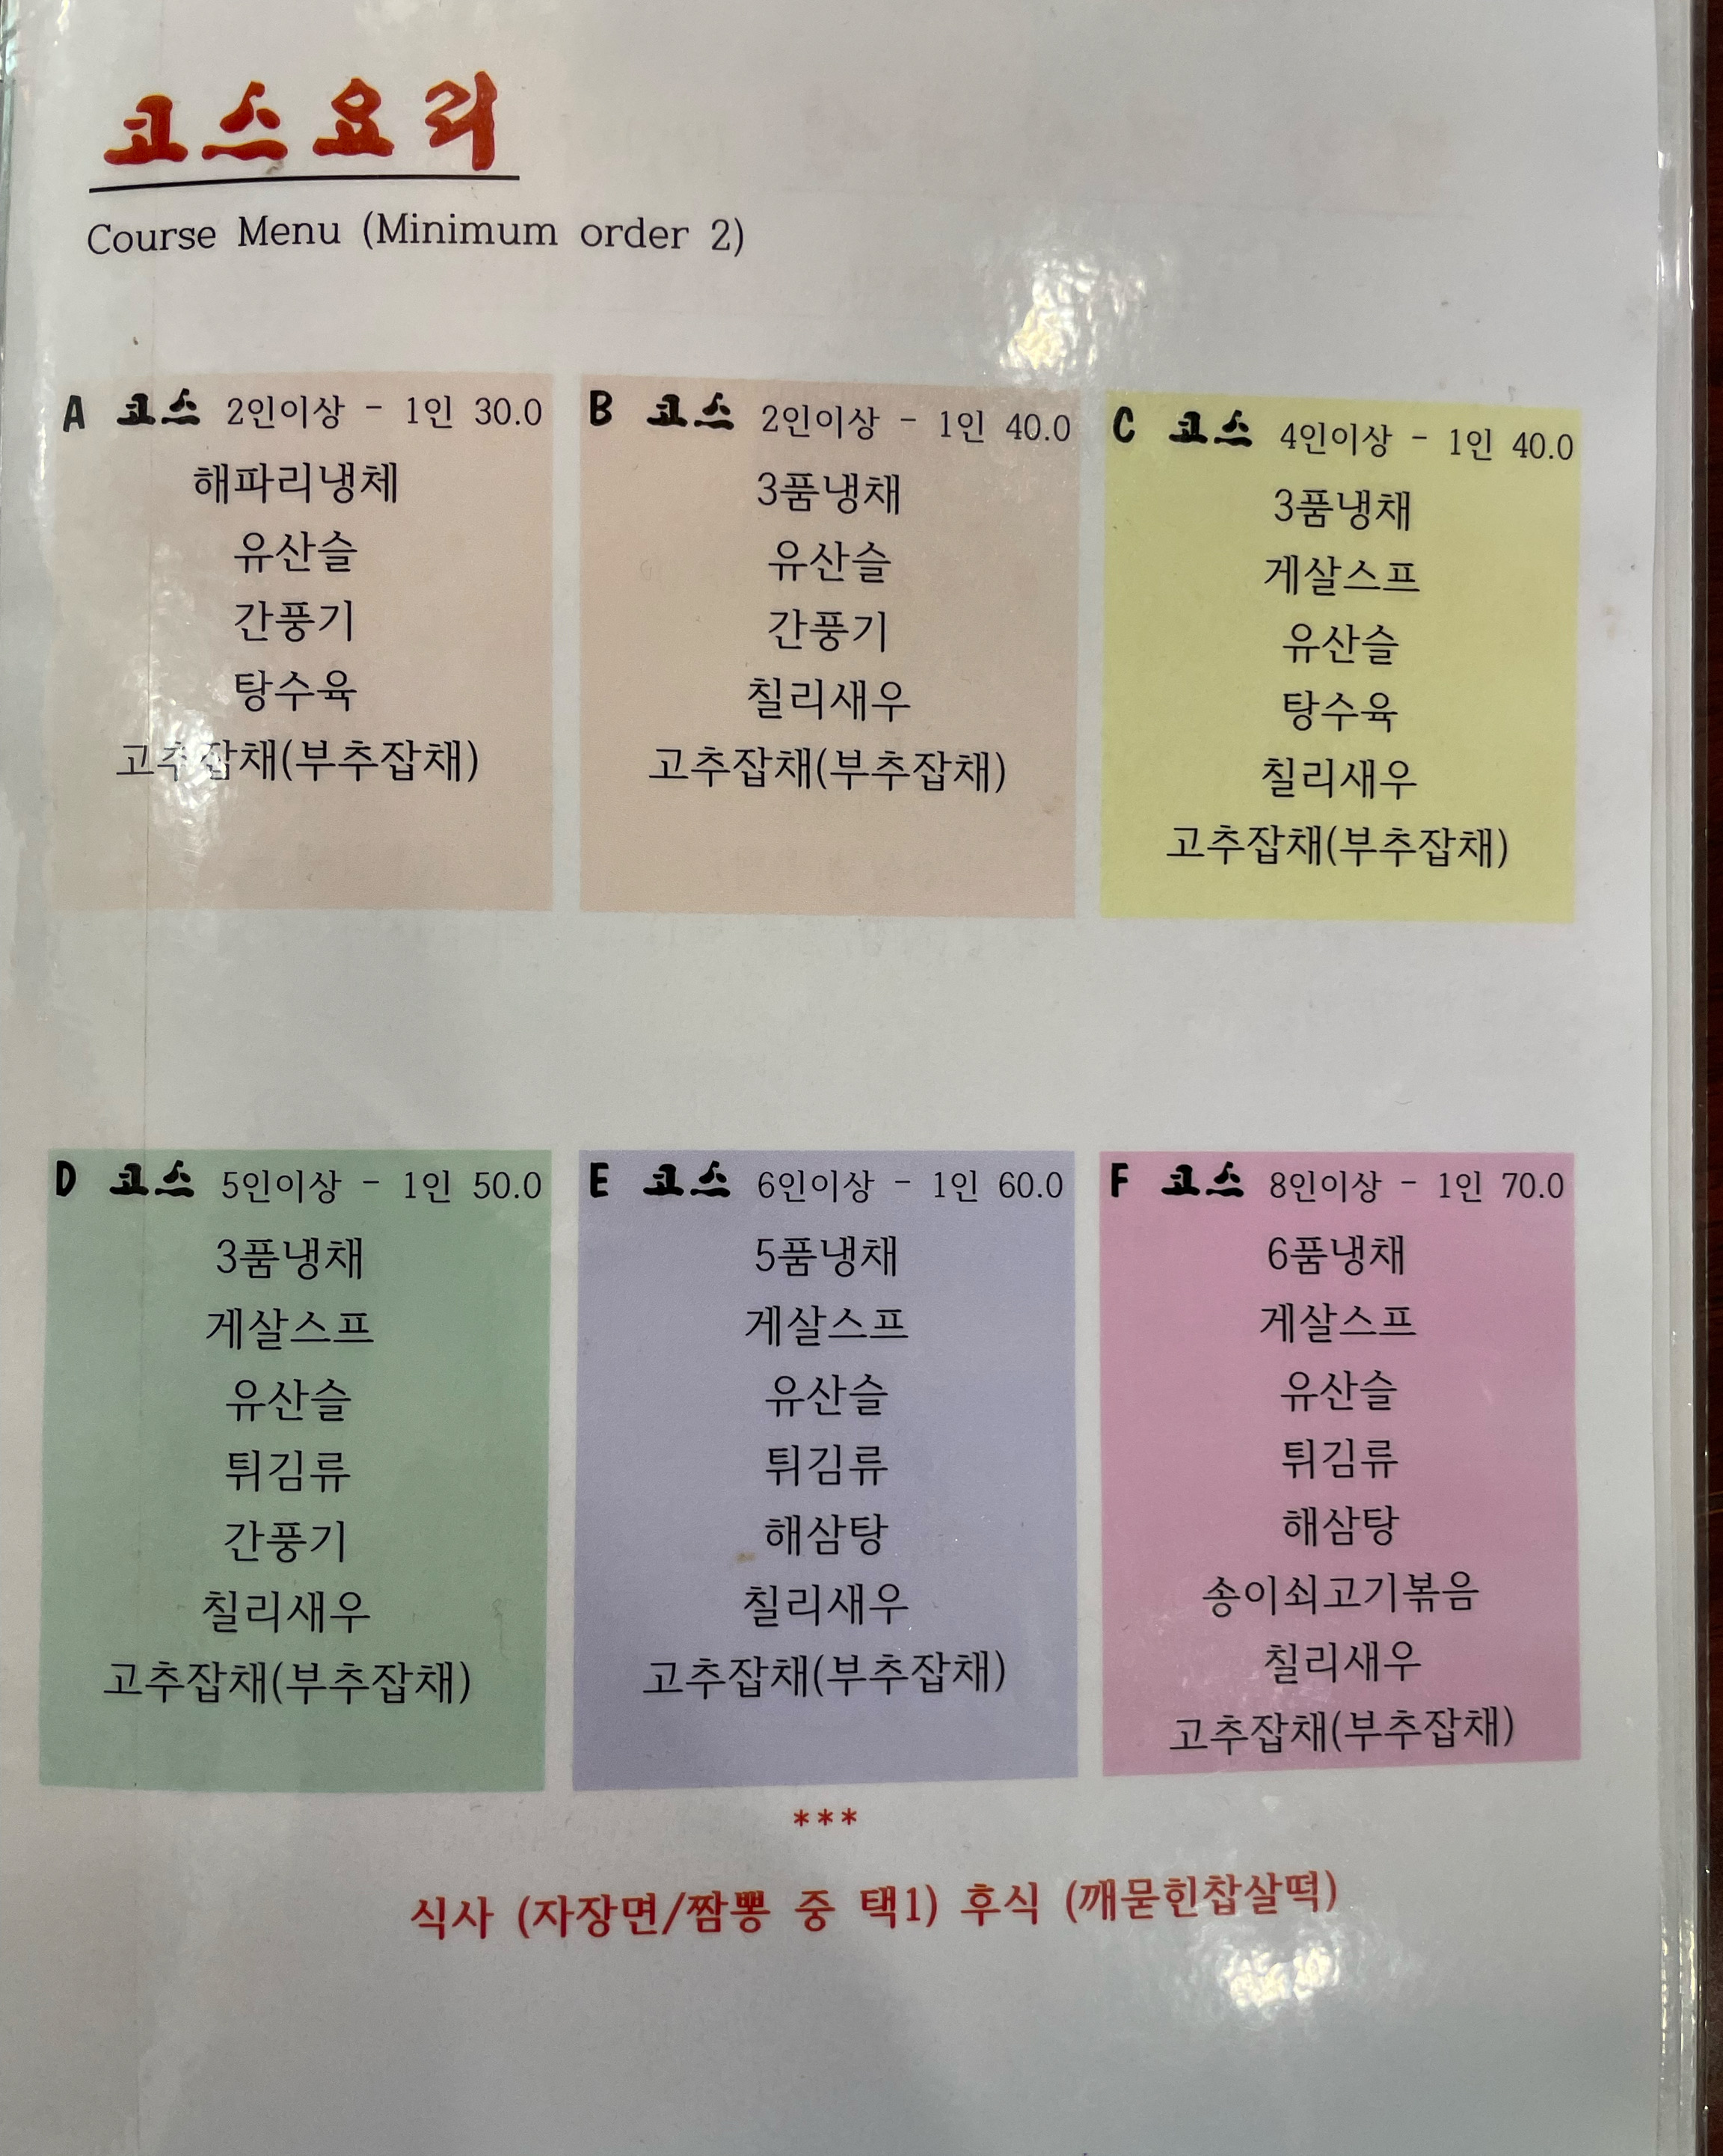 코스요리
Course Menu (Minimum order 2)
A 코스 2인이상 - 1인 30.0
해파리냉체
유산슬
간풍기
탕수육
고추잡채(부추잡채)
B 코스 2인이상 - 1인 40.0
3품냉채
유산슬
간풍기
칠리새우
고추잡채(부추잡채)
C 코스 4인이상 - 1인 40.0
3품냉채
게살스프
유산슬
탕수육
칠리새우
고추잡채(부추잡채)
D 코스 5인이상 - 1인 50.0
3품냉채
게살스프
유산슬
튀김류
간풍기
칠리새우
고추잡채(부추잡채)
E 코스 6인이상 - 1인 60.0
5품냉채
게살스프
유산슬
튀김류
해삼탕
칠리새우
고추잡채(부추잡채)
F 코스 8인이상 - 1인 70.0
6품냉채
게살스프
유산슬
튀김류
해삼탕
송이쇠고기볶음
칠리새우
고추잡채(부추잡채)
***
식사 (자장면/짬뽕 중 택1) 후식 (깨묻힌찹살떡)